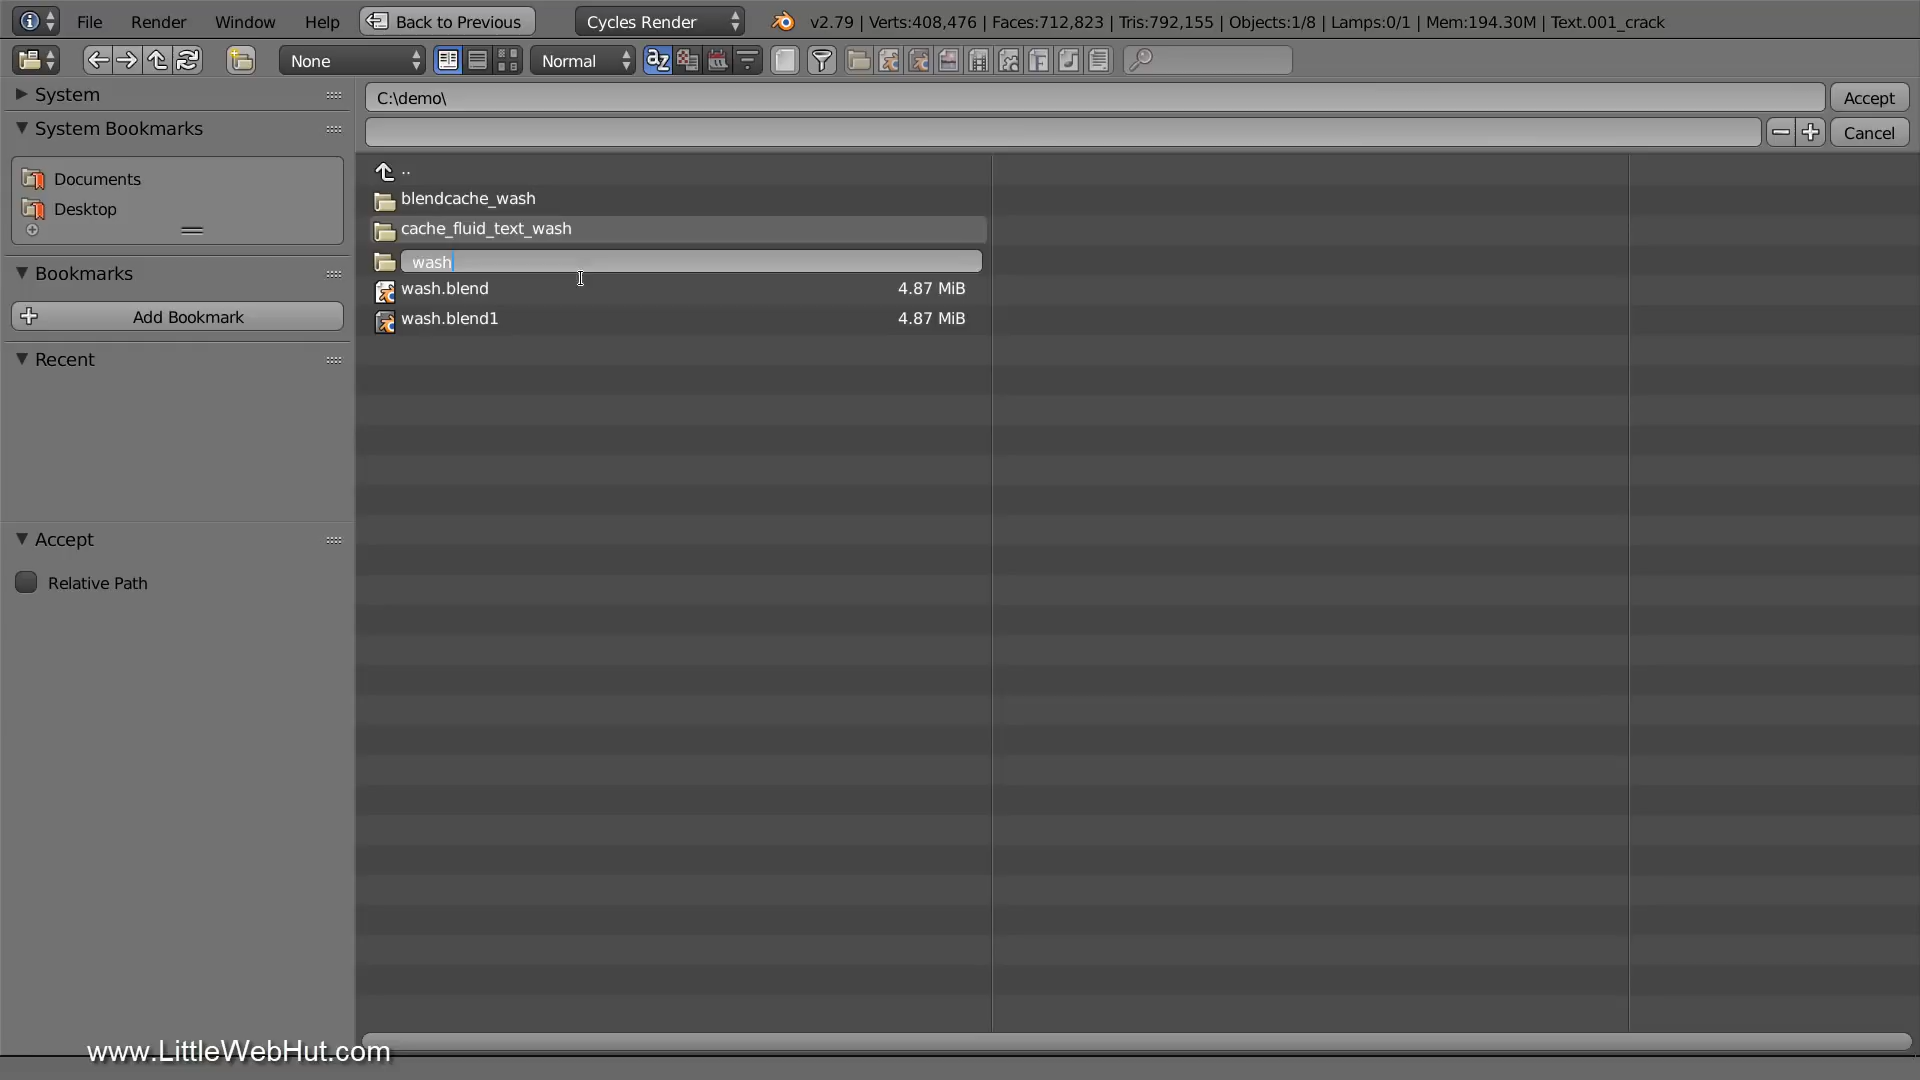 File Render Window Help Back to Previous Cycles Render v2.79 | Verts:408,476 | Faces:712,823 | Tris:792,155 | Objects:1/8 | Lamps:0/1 | Mem:194.30M | Text.001_crack
None Normal
System
C:\demo\ Accept
System Bookmarks
Cancel
Documents
Desktop
Bookmarks
Add Bookmark
Recent
Accept
Relative Path
..
blendcache_wash
cache_fluid_text_wash
wash
wash.blend 4.87 MiB
wash.blend1 4.87 MiB
www.LittleWebHut.com